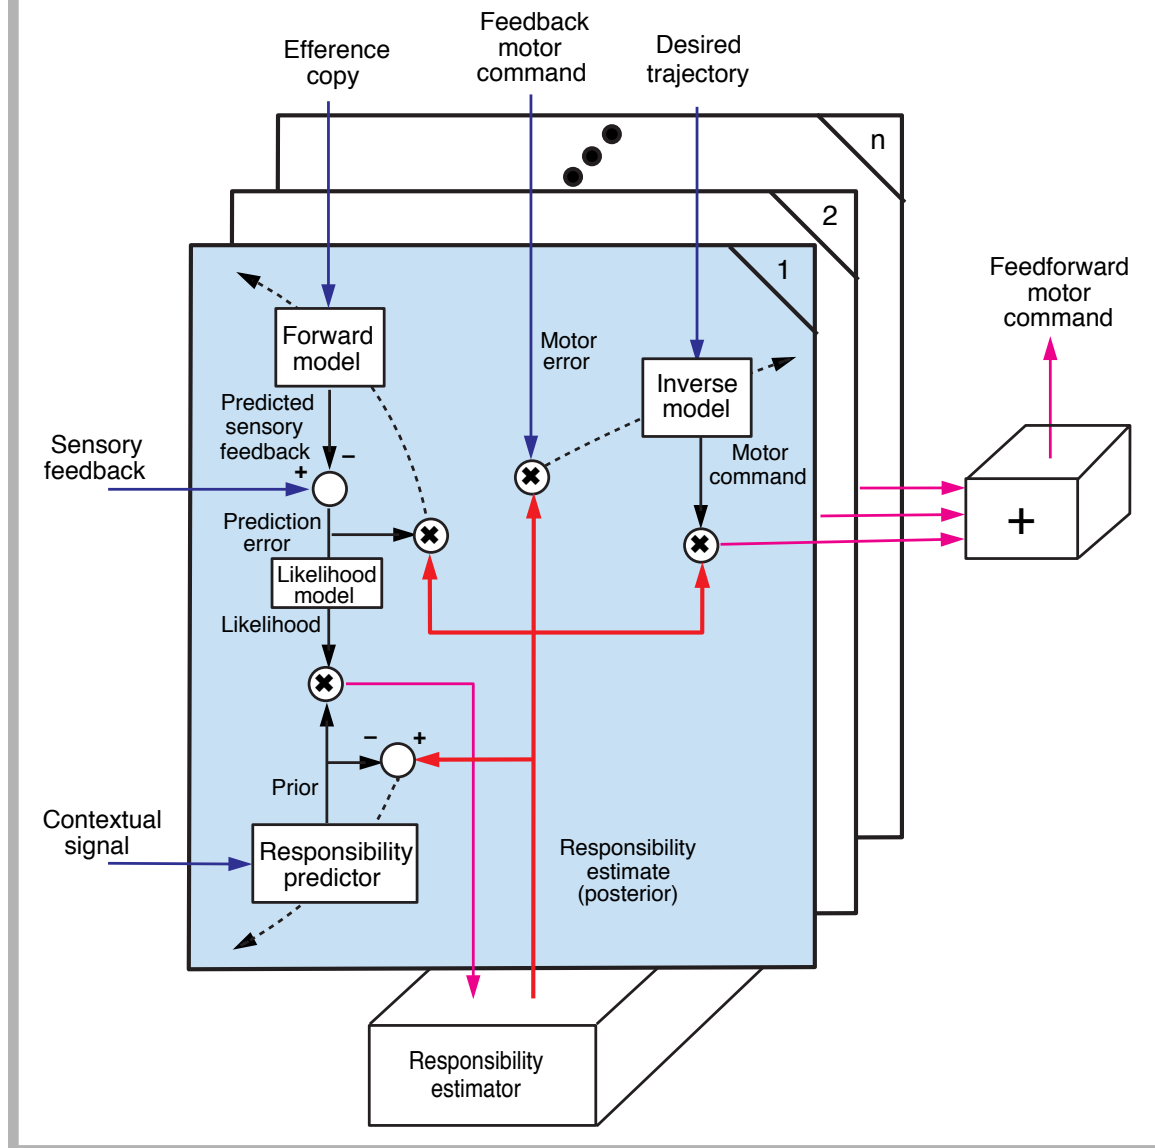 Efference
copy
Feedback
motor
command
Desired
trajectory
n
2
1
Feedforward
motor
command
Forward
model
Motor
error
Inverse
model
Predicted
sensory
feedback
Motor
command
Sensory
feedback
+
−
Prediction
error
+
Likelihood
model
Likelihood
−
+
Prior
Contextual
signal
Responsibility
predictor
Responsibility
estimate
(posterior)
Responsibility
estimator